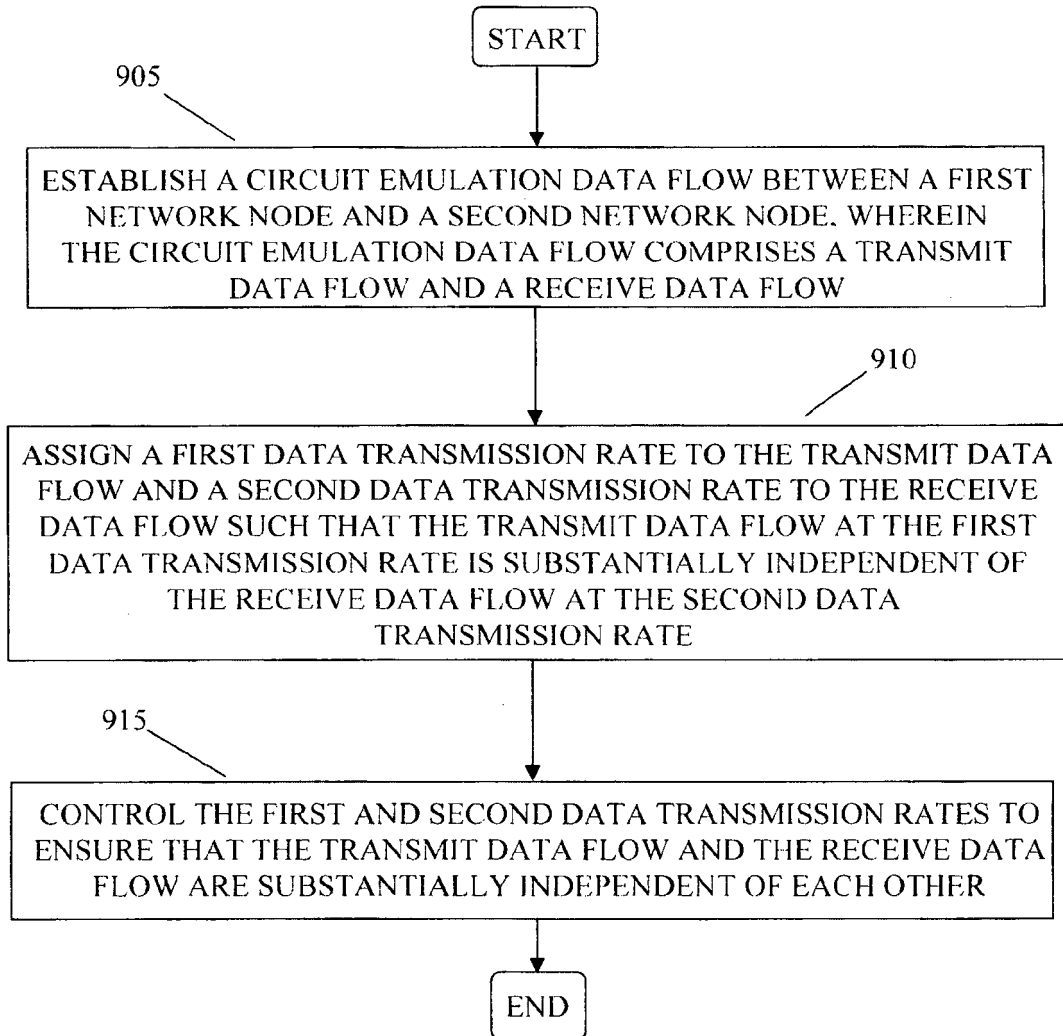 START
905
ESTABLISH A CIRCUIT EMULATION DATA FLOW BETWEEN A FIRST
NETWORK NODE AND A SECOND NETWORK NODE, WHEREIN
THE CIRCUIT EMULATION DATA FLOW COMPRISES A TRANSMIT
DATA FLOW AND A RECEIVE DATA FLOW
910
ASSIGN A FIRST DATA TRANSMISSION RATE TO THE TRANSMIT DATA
FLOW AND A SECOND DATA TRANSMISSION RATE TO THE RECEIVE
DATA FLOW SUCH THAT THE TRANSMIT DATA FLOW AT THE FIRST
DATA TRANSMISSION RATE IS SUBSTANTIALLY INDEPENDENT OF
THE RECEIVE DATA FLOW AT THE SECOND DATA
TRANSMISSION RATE
915
CONTROL THE FIRST AND SECOND DATA TRANSMISSION RATES TO
ENSURE THAT THE TRANSMIT DATA FLOW AND THE RECEIVE DATA
FLOW ARE SUBSTANTIALLY INDEPENDENT OF EACH OTHER
END